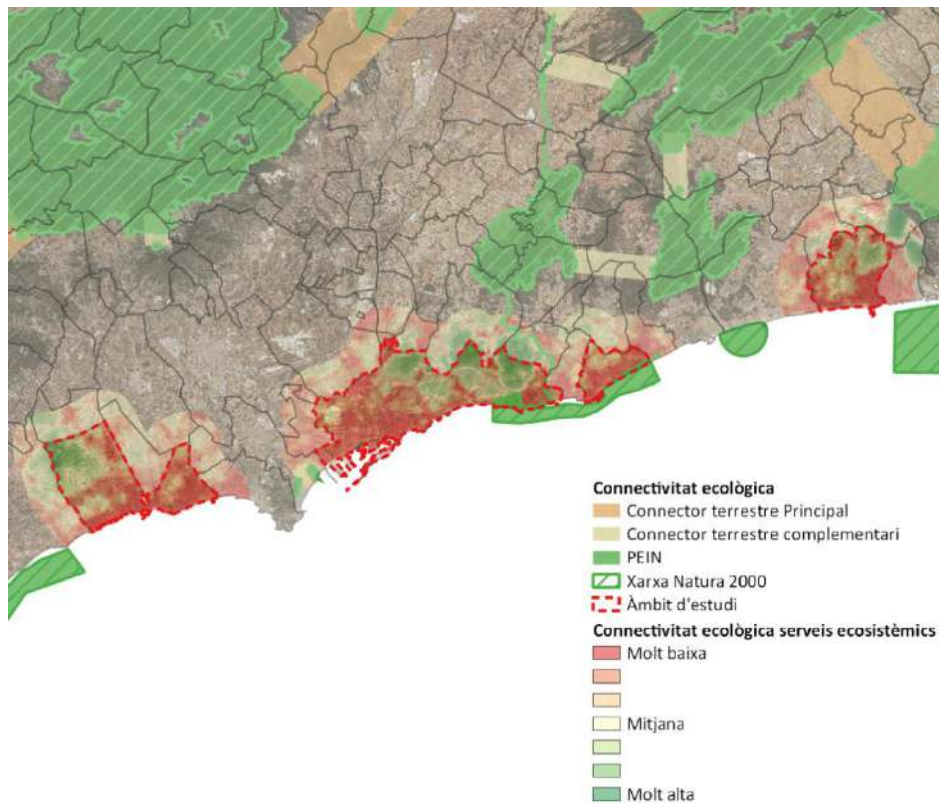 Connectivitat ecològica
Connector terrestre Principal
Connector terrestre complementari
PEIN
Xarxa Natura 2000
Àmbit d'estudi
Connectivitat ecològica serveis ecosistèmics
Molt baixa
Mitjana
Molt alta